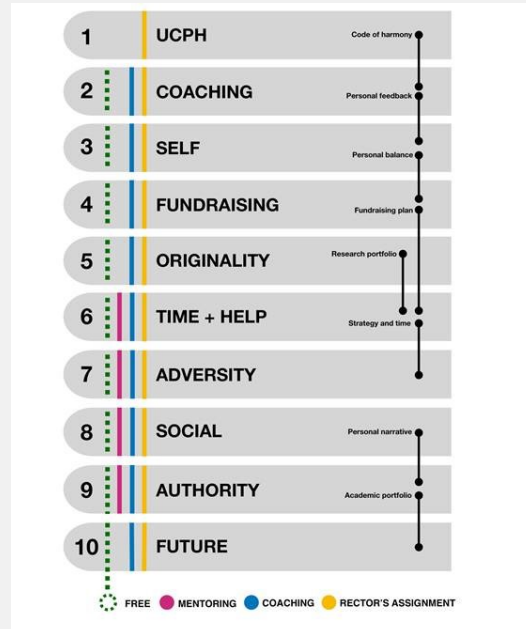 1 UCPH Code of harmony
2 COACHING Personal feedback
3 SELF Personal balance
4 FUNDRAISING Fundraising plan
5 ORIGINALITY Research portfolio
6 TIME + HELP Strategy and time
7 ADVERSITY
8 SOCIAL Personal narrative
9 AUTHORITY Academic portfolio
10 FUTURE
FREE MENTORING COACHING RECTOR'S ASSIGNMENT